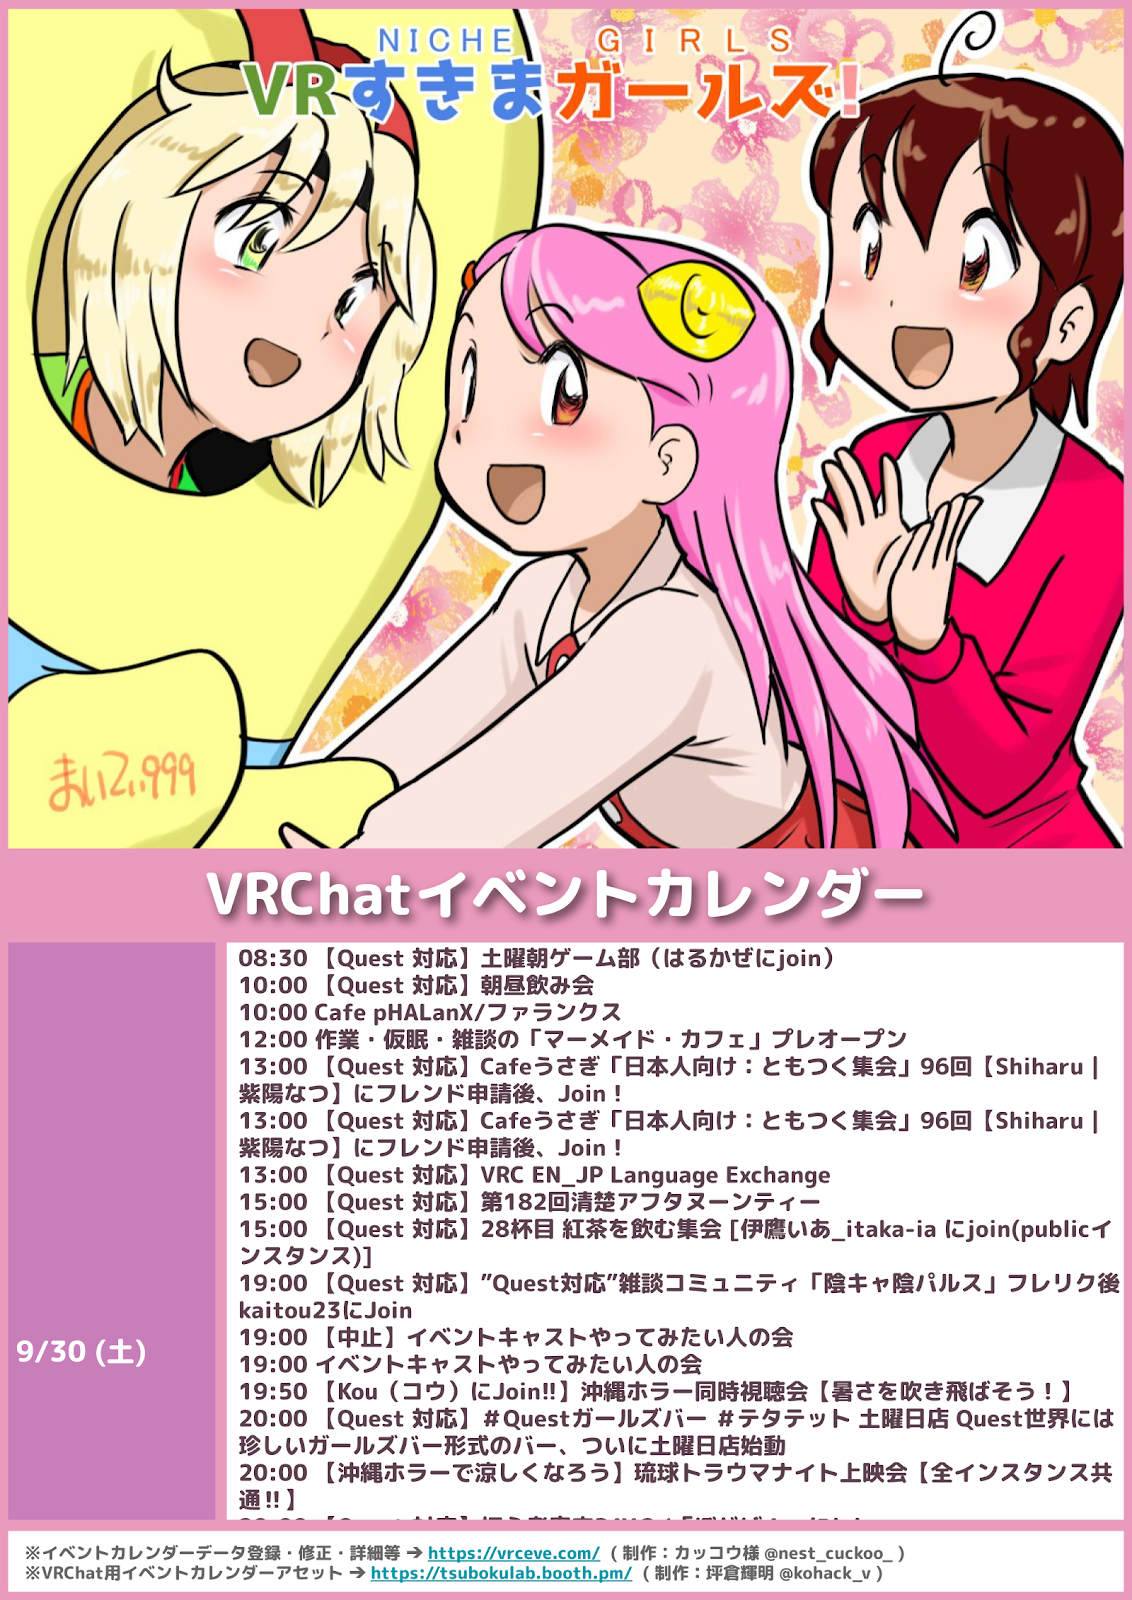 NICHE GIRLS
VRすきまガールズ!
まいてい999
VRChatイベントカレンダー
9/30 (土)
08:30 【Quest 対応】土曜朝ゲーム部（はるかぜにjoin）
10:00 【Quest 対応】朝昼飲み会
10:00 Cafe pHALanX/ファランクス
12:00 作業・仮眠・雑談の「マーメイド・カフェ」プレオープン
13:00 【Quest 対応】Cafeうさぎ「日本人向け：ともつく集会」96回【Shiharu |
紫陽なつ】にフレンド申請後、Join！
13:00 【Quest 対応】Cafeうさぎ「日本人向け：ともつく集会」96回【Shiharu |
紫陽なつ】にフレンド申請後、Join！
13:00 【Quest 対応】VRC EN_JP Language Exchange
15:00 【Quest 対応】第182回清楚アフタヌーンティー
15:00 【Quest 対応】28杯目 紅茶を飲む集会 [伊鷹いあ_itaka-ia にjoin(publicイ
ンスタンス)]
19:00 【Quest 対応】”Quest対応”雑談コミュニティ「陰キャ陰パルス」フレリク後
kaitou23にJoin
19:00 【中止】イベントキャストやってみたい人の会
19:00 イベントキャストやってみたい人の会
19:50 【Kou（コウ）にJoin!!】沖縄ホラー同時視聴会【暑さを吹き飛ばそう！】
20:00 【Quest 対応】＃Questガールズバー ＃テタテット 土曜日店 Quest世界には
珍しいガールズバー形式のバー、ついに土曜日店始動
20:00 【沖縄ホラーで涼しくなろう】琉球トラウマナイト上映会【全インスタンス共
通!!】
※イベントカレンダーデータ登録・修正・詳細等 ➔ https://vrceve.com/ （制作：カッコウ様 @nest_cuckoo_ ）
※VRChat用イベントカレンダーアセット ➔ https://tsubokulab.booth.pm/ （制作：坪倉輝明 @kohack_v ）